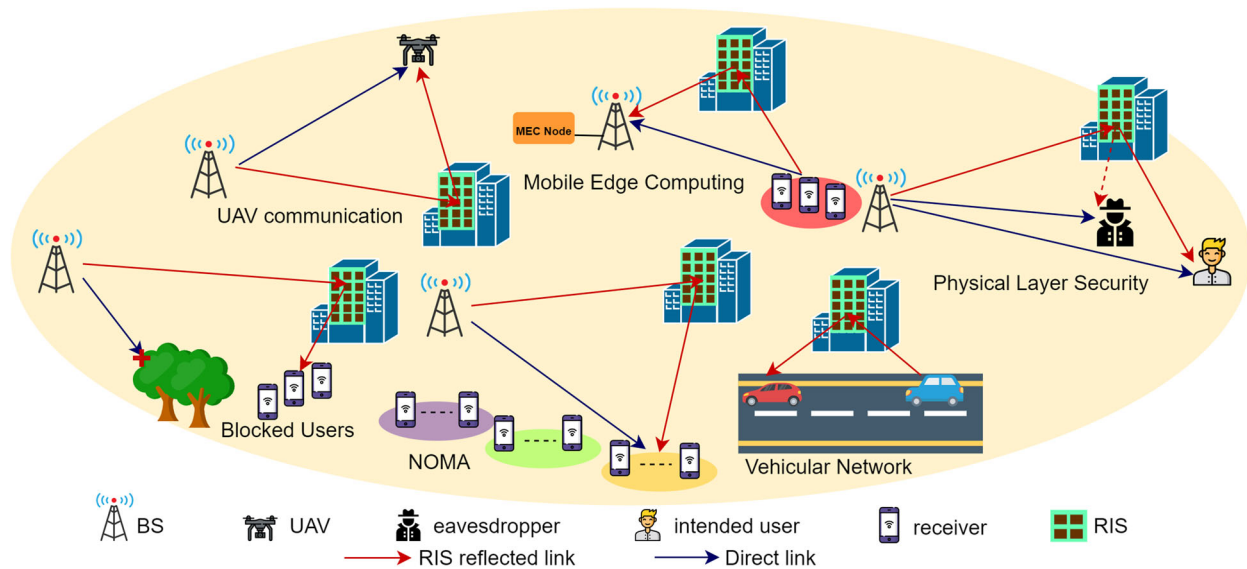 MEC Node
Mobile Edge Computing
UAV communication
Physical Layer Security
Blocked Users
NOMA
Vehicular Network
BS
UAV
eavesdropper
intended user
receiver
RIS
RIS reflected link
Direct link